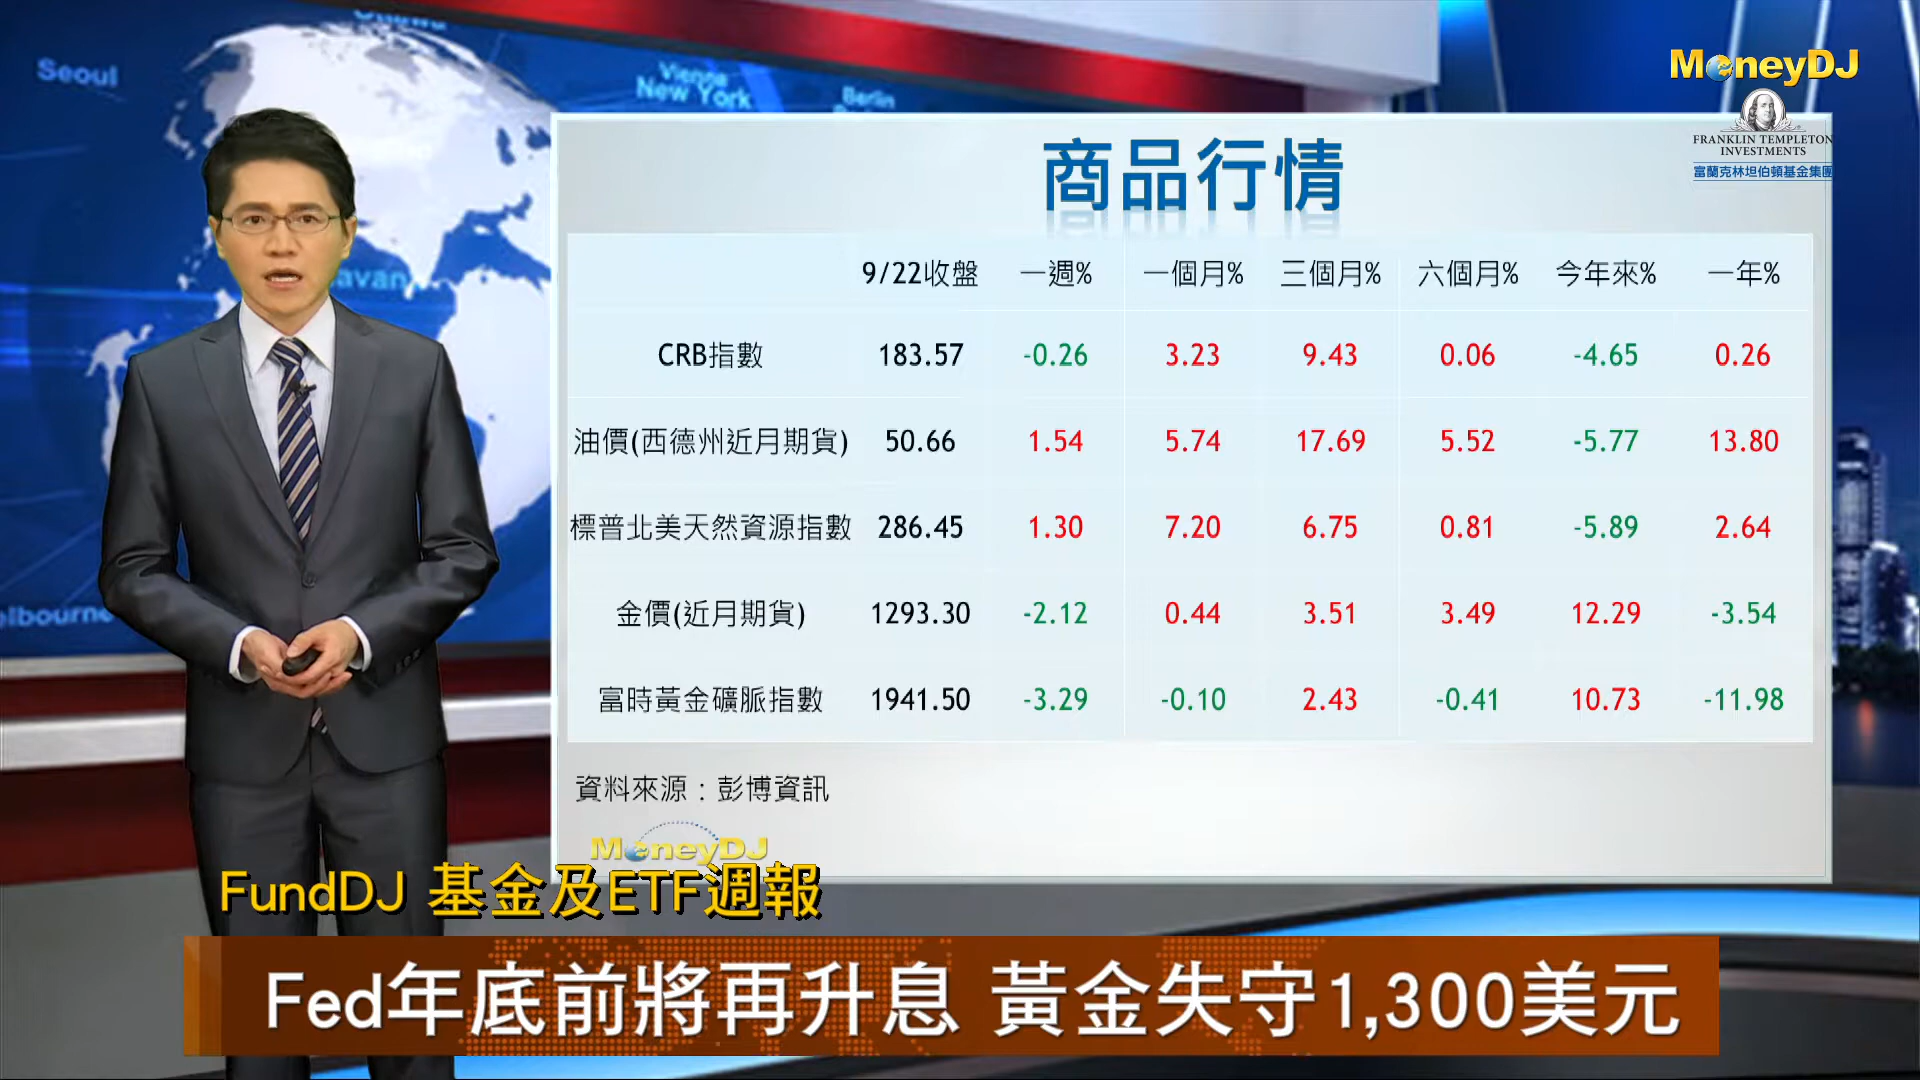 Seoul
Vienna
New York
Berlin
MoneyDJ
FRANKLIN TEMPLETON
INVESTMENTS
富蘭克林坦伯頓基金集團
商品行情
9/22收盤 一週% 一個月% 三個月% 六個月% 今年來% 一年%
CRB指數 183.57 -0.26 3.23 9.43 0.06 -4.65 0.26
油價(西德州近月期貨) 50.66 1.54 5.74 17.69 5.52 -5.77 13.80
標普北美天然資源指數 286.45 1.30 7.20 6.75 0.81 -5.89 2.64
金價(近月期貨) 1293.30 -2.12 0.44 3.51 3.49 12.29 -3.54
富時黃金礦脈指數 1941.50 -3.29 -0.10 2.43 -0.41 10.73 -11.98
資料來源：彭博資訊
MoneyDJ
FundDJ 基金及ETF週報
Fed年底前將再升息 黃金失守1,300美元